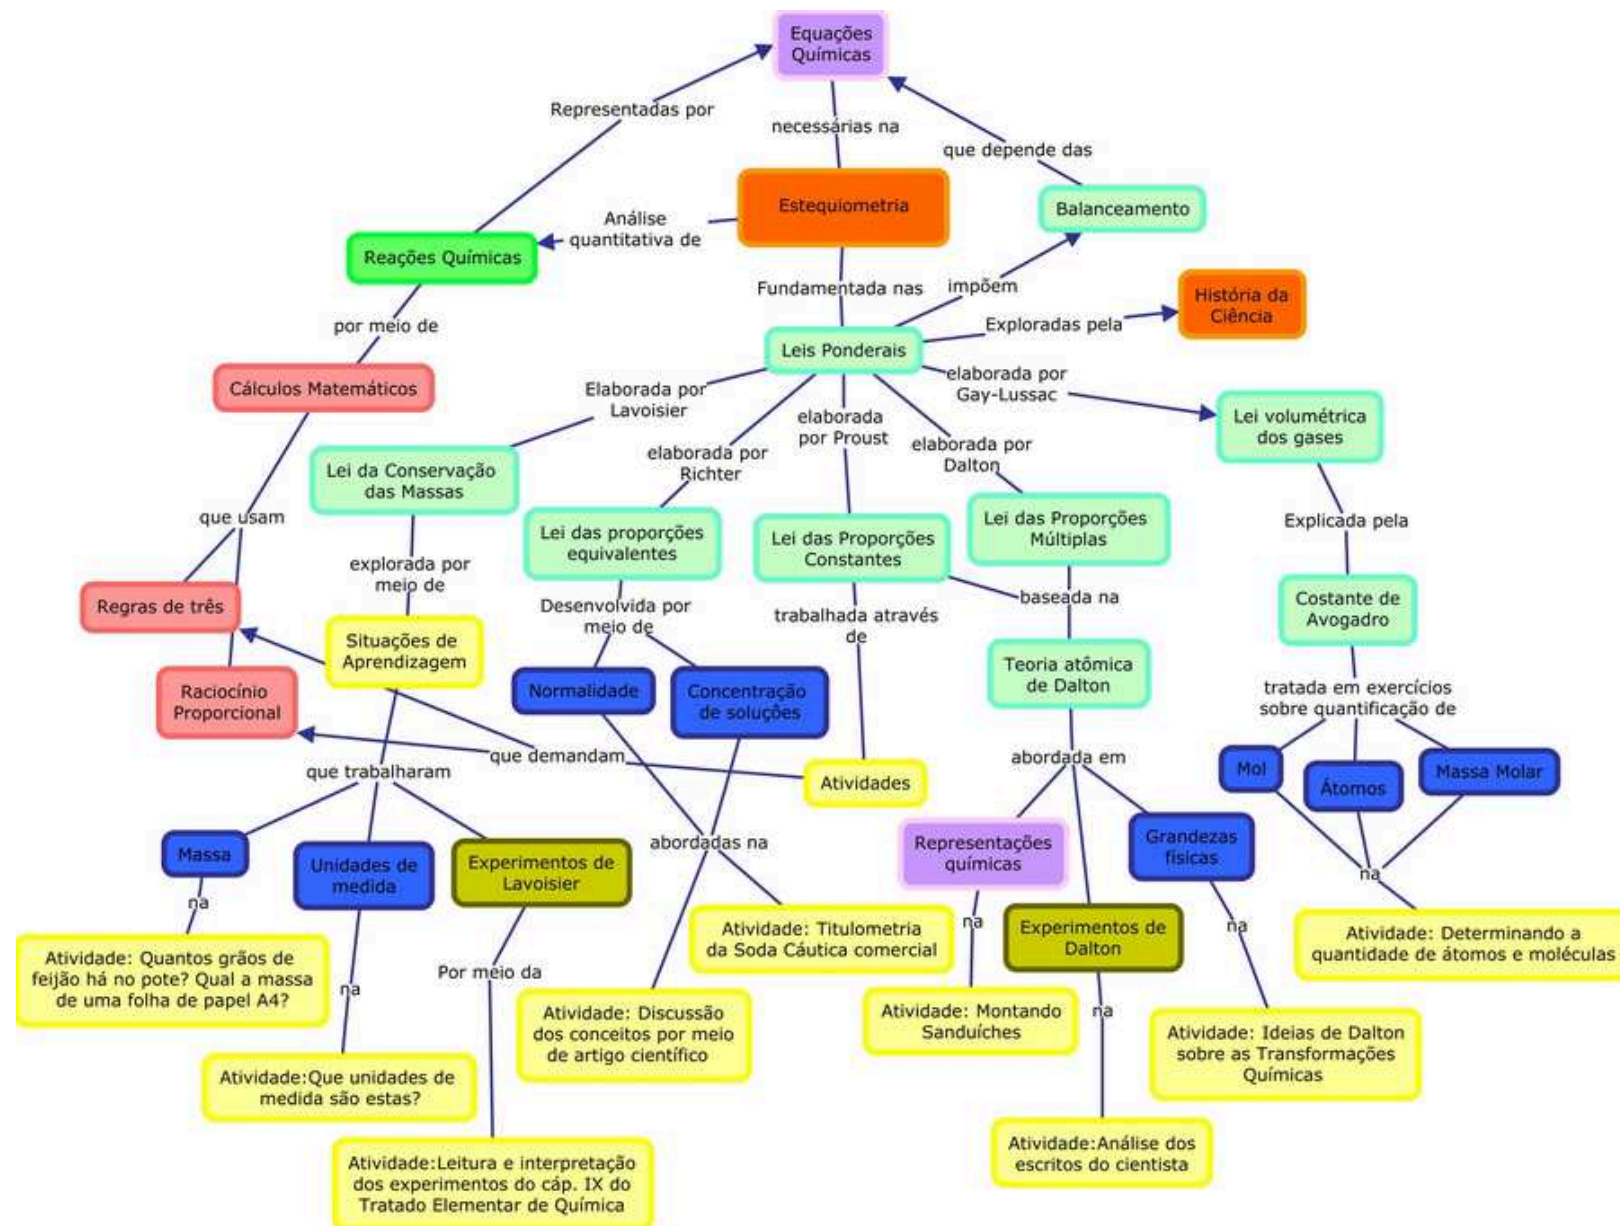 Equações
Químicas
Representadas por
necessárias na
que depende das
Estequiometria
Balanceamento
Análise
quantitativa de
Reações Químicas
Fundamentada nas
impõem
História da
Ciência
Exploradas pela
por meio de
Leis Ponderais
Cálculos Matemáticos
Elaborada por
Lavoisier
elaborada por
Richter
elaborada
por Proust
elaborada por
Dalton
elaborada por
Gay-Lussac
Lei volumétrica
dos gases
Lei da Conservação
das Massas
Lei das proporções
equivalentes
Lei das Proporções
Constantes
Lei das Proporções
Múltiplas
Explicada pela
que usam
explorada por
meio de
Desenvolvida por
meio de
trabalhada através
de
baseada na
Costante de
Avogadro
Regras de três
Situações de
Aprendizagem
Teoria atômica
de Dalton
Raciocínio
Proporcional
Normalidade
Concentração
de soluções
tratada em exercícios
sobre quantificação de
que demandam
Atividades
abordada em
Mol
Átomos
Massa Molar
que trabalharam
Massa
Unidades de
medida
Experimentos de
Lavoisier
abordadas na
Representações
químicas
Grandezas
físicas
na
na
na
na
Experimentos de
Dalton
Atividade: Titulometria
da Soda Cáutica comercial
Atividade: Determinando a
quantidade de átomos e moléculas
Atividade: Quantos grãos de
feijão há no pote? Qual a massa
de uma folha de papel A4?
Por meio da
na
na
Atividade: Discussão
dos conceitos por meio
de artigo científico
Atividade: Montando
Sanduíches
Atividade: Ideias de Dalton
sobre as Transformações
Químicas
Atividade:Que unidades de
medida são estas?
Atividade:Análise dos
escritos do cientista
Atividade:Leitura e interpretação
dos experimentos do cáp. IX do
Tratado Elementar de Química